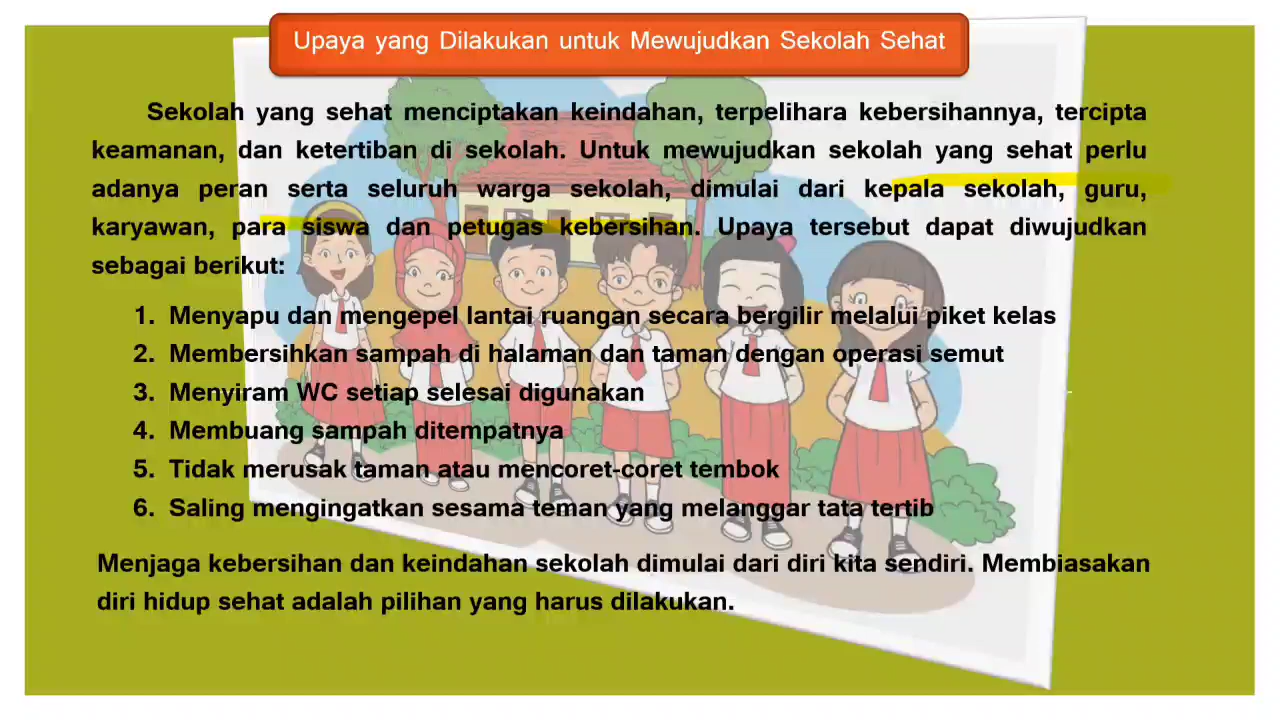 Upaya yang Dilakukan untuk Mewujudkan Sekolah Sehat
Sekolah yang sehat menciptakan keindahan, terpelihara kebersihannya, tercipta
keamanan, dan ketertiban di sekolah. Untuk mewujudkan sekolah yang sehat perlu
adanya peran serta seluruh warga sekolah, dimulai dari kepala sekolah, guru,
karyawan, para siswa dan petugas kebersihan. Upaya tersebut dapat diwujudkan
sebagai berikut:
1. Menyapu dan mengepel lantai ruangan secara bergilir melalui piket kelas
2. Membersihkan sampah di halaman dan taman dengan operasi semut
3. Menyiram WC setiap selesai digunakan
4. Membuang sampah ditempatnya
5. Tidak merusak taman atau mencoret-coret tembok
6. Saling mengingatkan sesama teman yang melanggar tata tertib
Menjaga kebersihan dan keindahan sekolah dimulai dari diri kita sendiri. Membiasakan
diri hidup sehat adalah pilihan yang harus dilakukan.